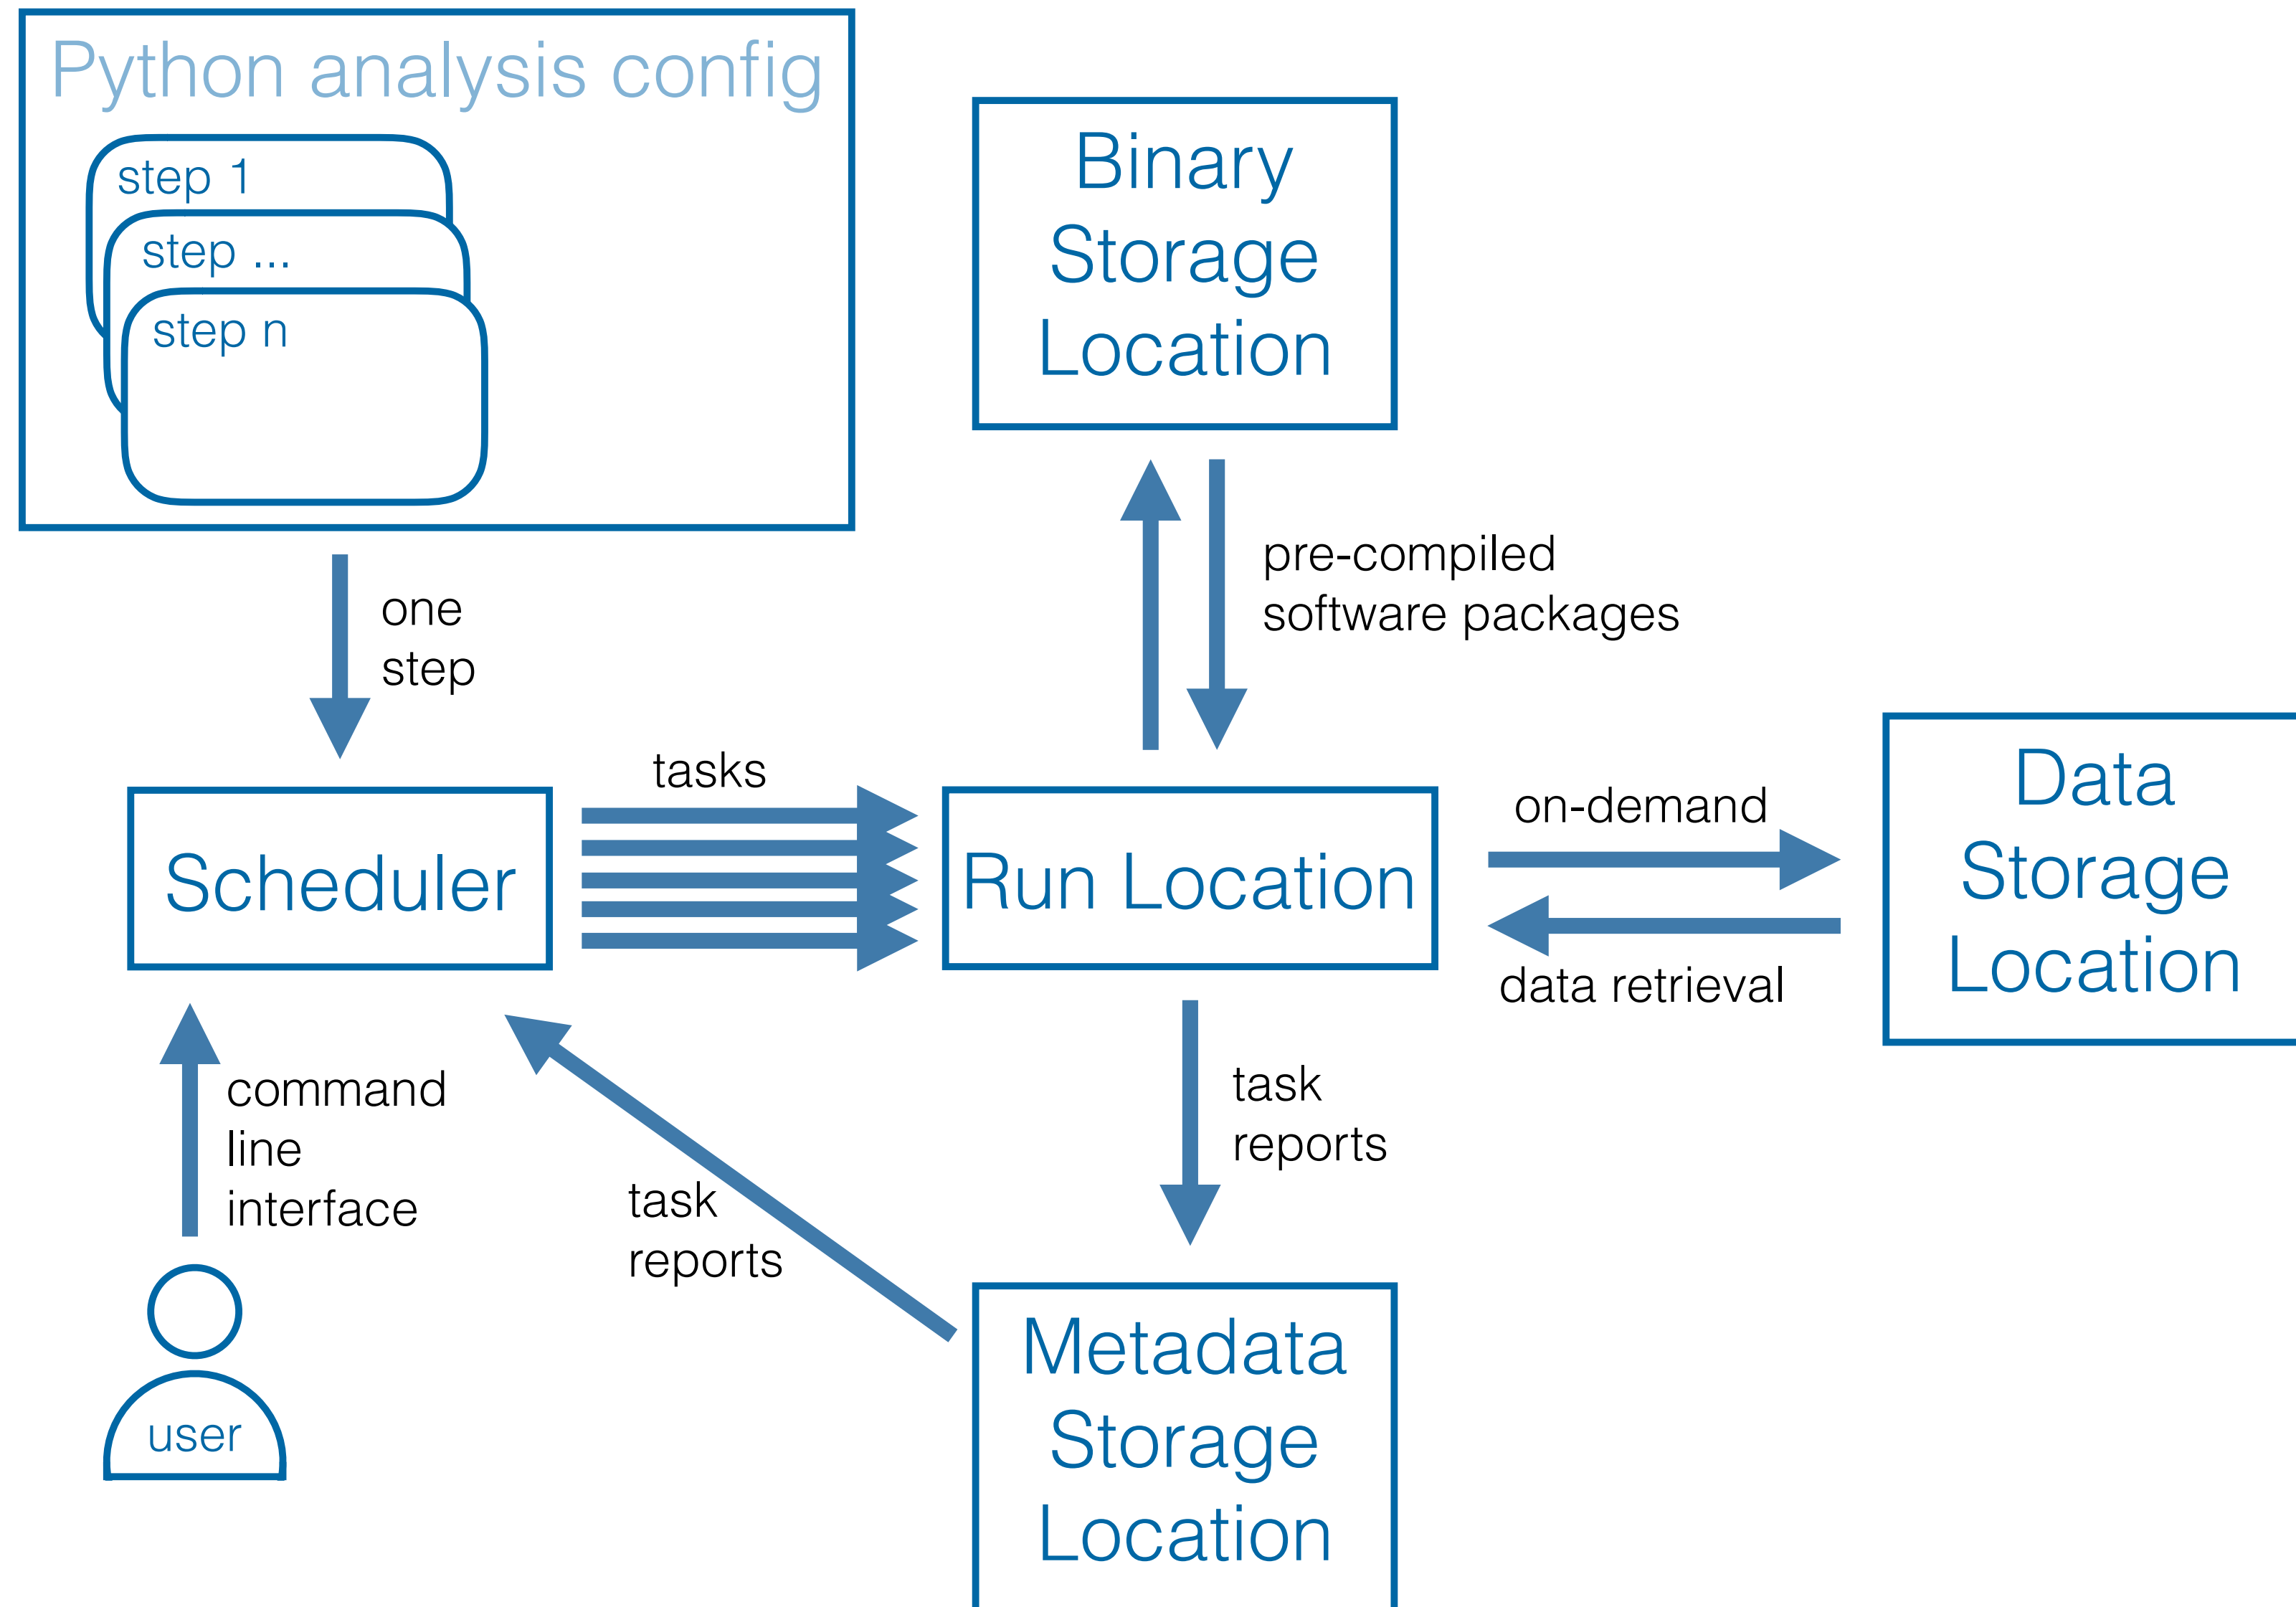 Python analysis config
step 1
step ...
step n
Binary
Storage
Location
one
step
pre-compiled
software packages
tasks
Scheduler
Run Location
on-demand
data retrieval
Data
Storage
Location
command
line
interface
task
reports
task
reports
user
Metadata
Storage
Location